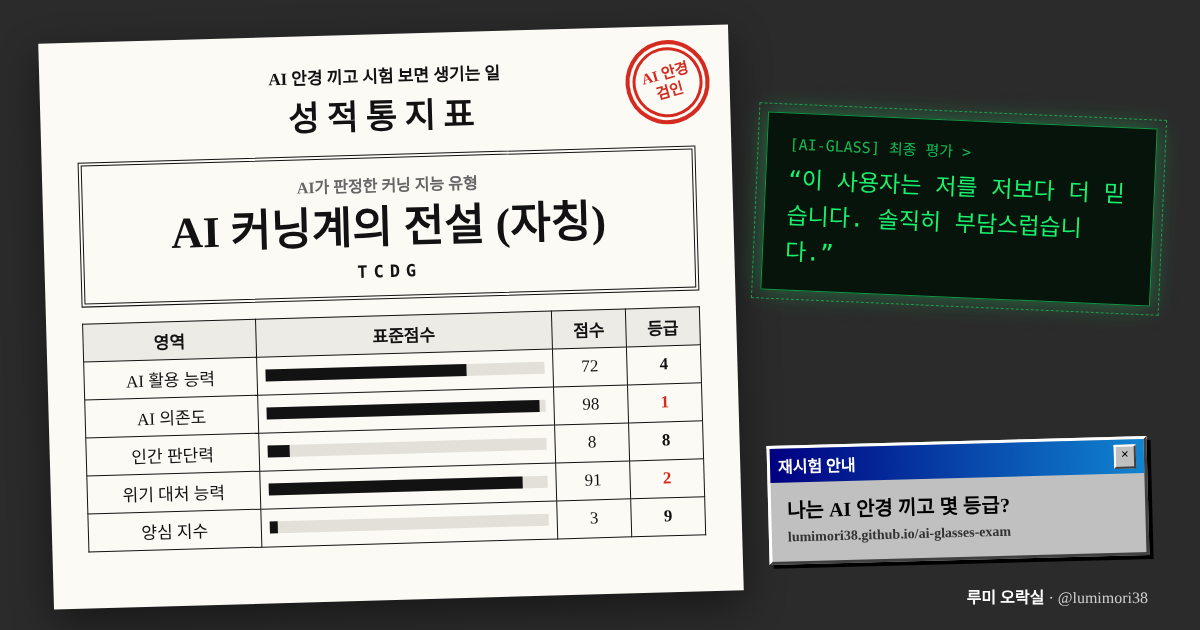 AI 안경 끼고 시험 보면 생기는 일
성적통지표
AI 안경
검인
AI가 판정한 커닝 지능 유형
AI 커닝계의 전설 (자칭)
TCDG
영역 표준점수 점수 등급
AI 활용 능력 72 4
AI 의존도 98 1
인간 판단력 8 8
위기 대처 능력 91 2
양심 지수 3 9
[AI-GLASS] 최종 평가 >
“이 사용자는 저를 저보다 더 믿
습니다. 솔직히 부담스럽습니
다.”
재시험 안내 ×
나는 AI 안경 끼고 몇 등급?
lumimori38.github.io/ai-glasses-exam
루미 오락실 · @lumimori38